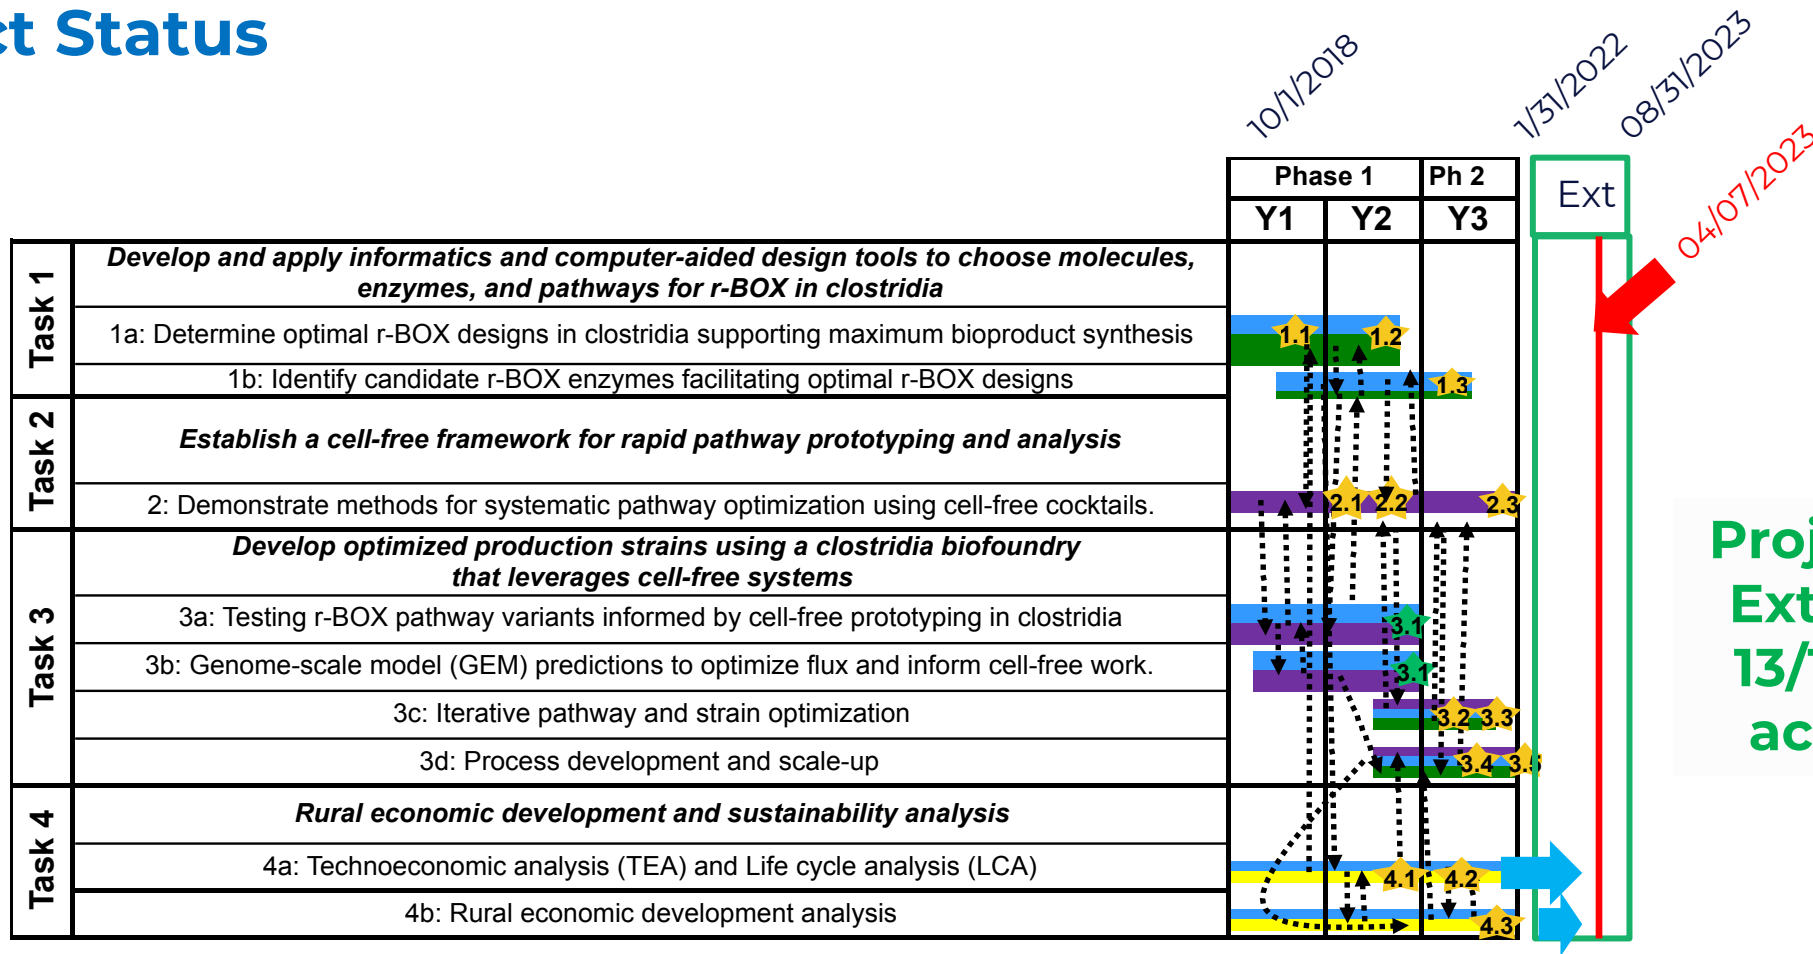 ct Status
10/1/2018
1/31/2022
08/31/2023
04/07/2023
Phase 1
Ph 2
Ext
Y1
Y2
Y3
Task 1
Develop and apply informatics and computer-aided design tools to choose molecules,
enzymes, and pathways for r-BOX in clostridia
1a: Determine optimal r-BOX designs in clostridia supporting maximum bioproduct synthesis
1.1
1.2
1b: Identify candidate r-BOX enzymes facilitating optimal r-BOX designs
1.3
Task 2
Establish a cell-free framework for rapid pathway prototyping and analysis
2: Demonstrate methods for systematic pathway optimization using cell-free cocktails.
2.1
2.2
2.3
Task 3
Develop optimized production strains using a clostridia biofoundry
that leverages cell-free systems
3a: Testing r-BOX pathway variants informed by cell-free prototyping in clostridia
3.1
3b: Genome-scale model (GEM) predictions to optimize flux and inform cell-free work.
3.1
3c: Iterative pathway and strain optimization
3.2
3.3
3d: Process development and scale-up
3.4
3.5
Task 4
Rural economic development and sustainability analysis
4a: Technoeconomic analysis (TEA) and Life cycle analysis (LCA)
4.1
4.2
4b: Rural economic development analysis
4.3
Proj
Ext
13/
ac